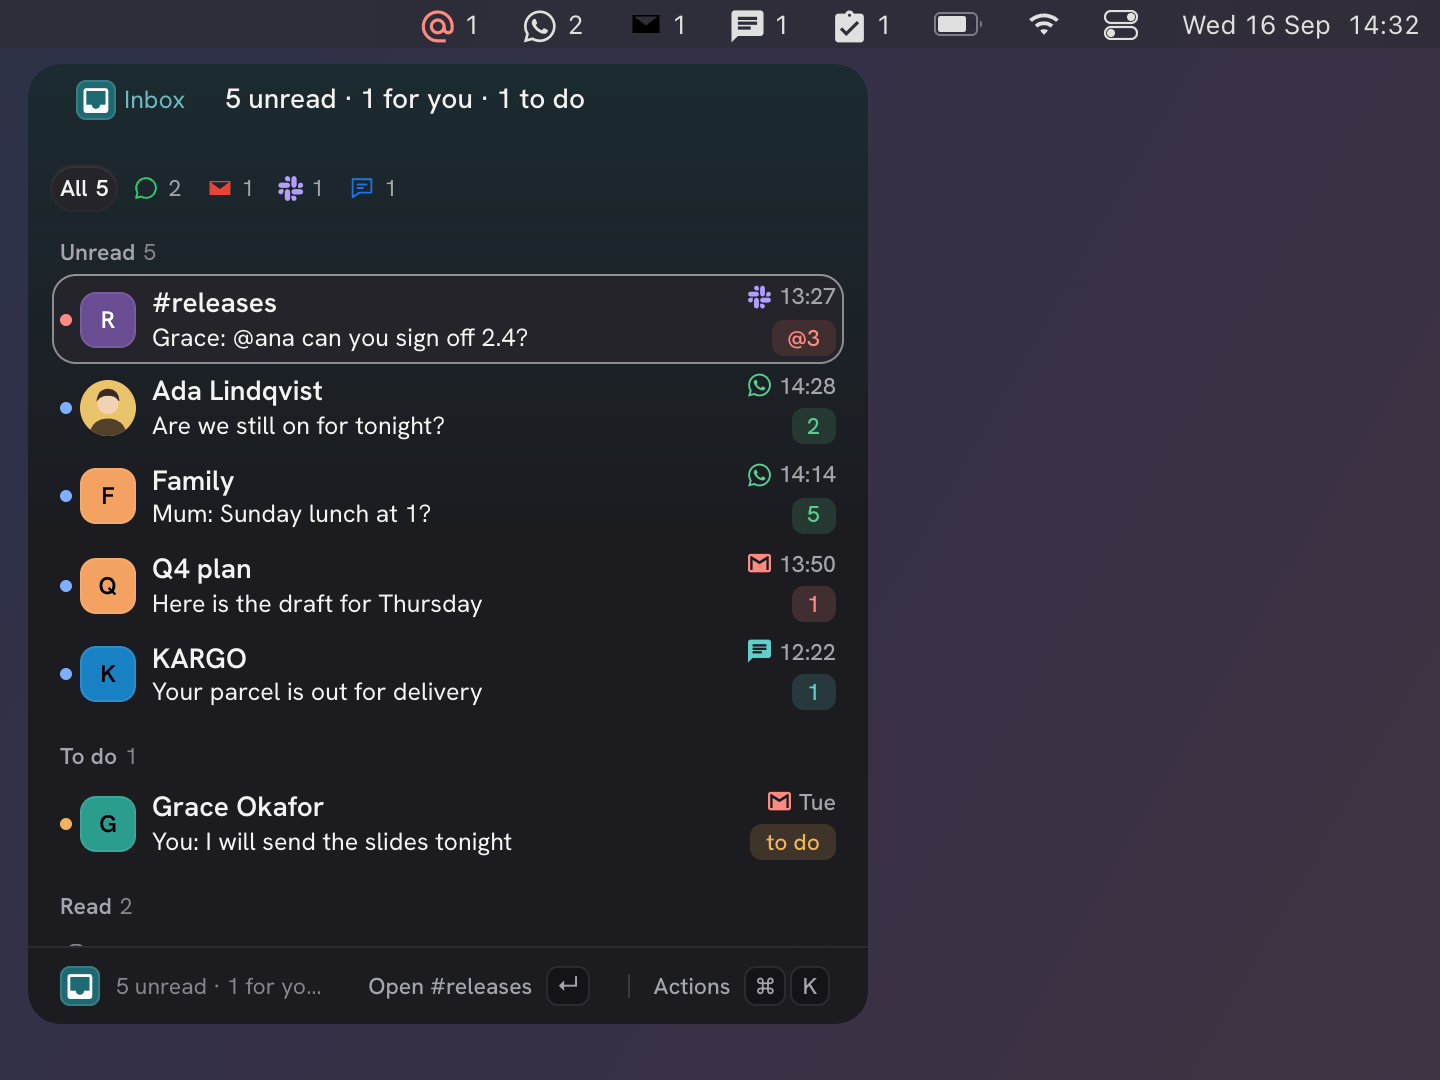 @ 1 2 1 1 1 Wed 16 Sep 14:32
Inbox 5 unread · 1 for you · 1 to do
All 5 2 1 1 1
Unread 5
R #releases 13:27
Grace: @ana can you sign off 2.4? @3
Ada Lindqvist 14:28
Are we still on for tonight? 2
F Family 14:14
Mum: Sunday lunch at 1? 5
Q Q4 plan 13:50
Here is the draft for Thursday 1
K KARGO 12:22
Your parcel is out for delivery 1
To do 1
G Grace Okafor Tue
You: I will send the slides tonight to do
Read 2
5 unread · 1 for yo... Open #releases ↵ Actions ⌘ K